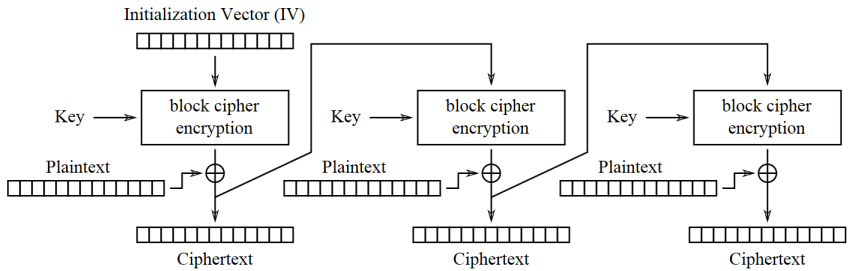 Initialization Vector (IV)
Key
block cipher
encryption
Key
block cipher
encryption
Key
block cipher
encryption
Plaintext
Plaintext
Plaintext
Ciphertext
Ciphertext
Ciphertext